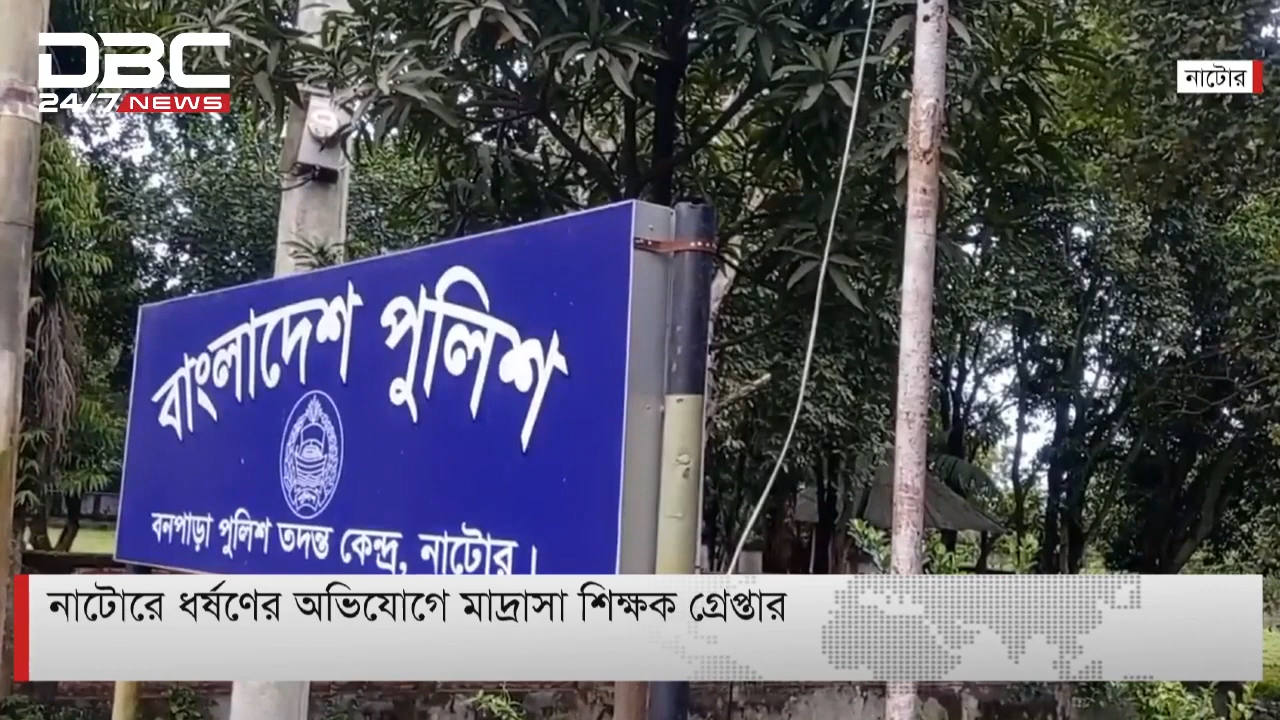 DBC
24/7 NEWS
নাটোর
বাংলাদেশ পুলিশ
বনপাড়া পুলিশ তদন্ত কেন্দ্র, নাটোর।
নাটোরে ধর্ষণের অভিযোগে মাদ্রাসা শিক্ষক গ্রেপ্তার